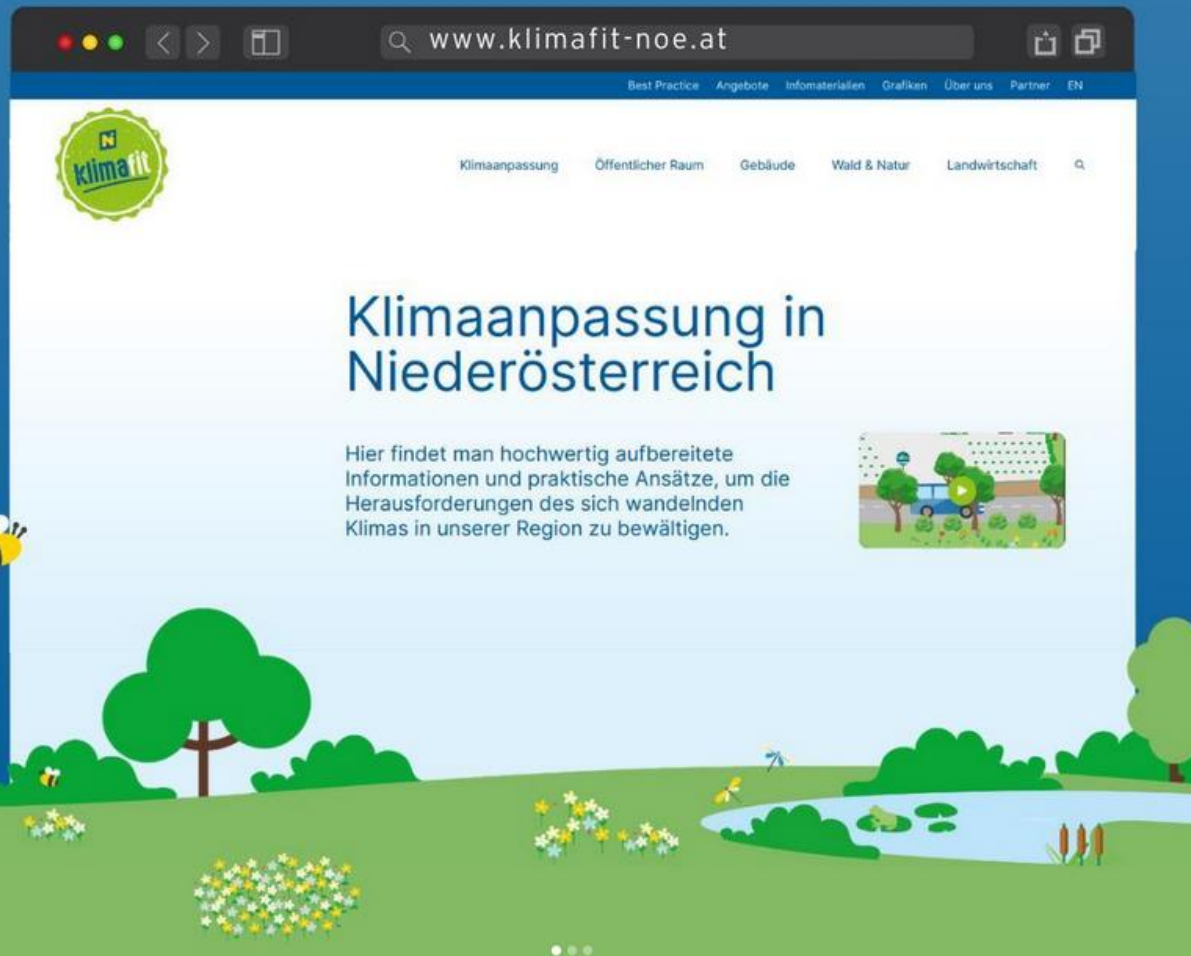 www.klimafit-noe.at
Best Practice Angebote Infomaterialien Grafiken Über uns Partner EN
N
klimafit
Klimaanpassung Öffentlicher Raum Gebäude Wald & Natur Landwirtschaft
Klimaanpassung in
Niederösterreich
Hier findet man hochwertig aufbereitete
Informationen und praktische Ansätze, um die
Herausforderungen des sich wandelnden
Klimas in unserer Region zu bewältigen.